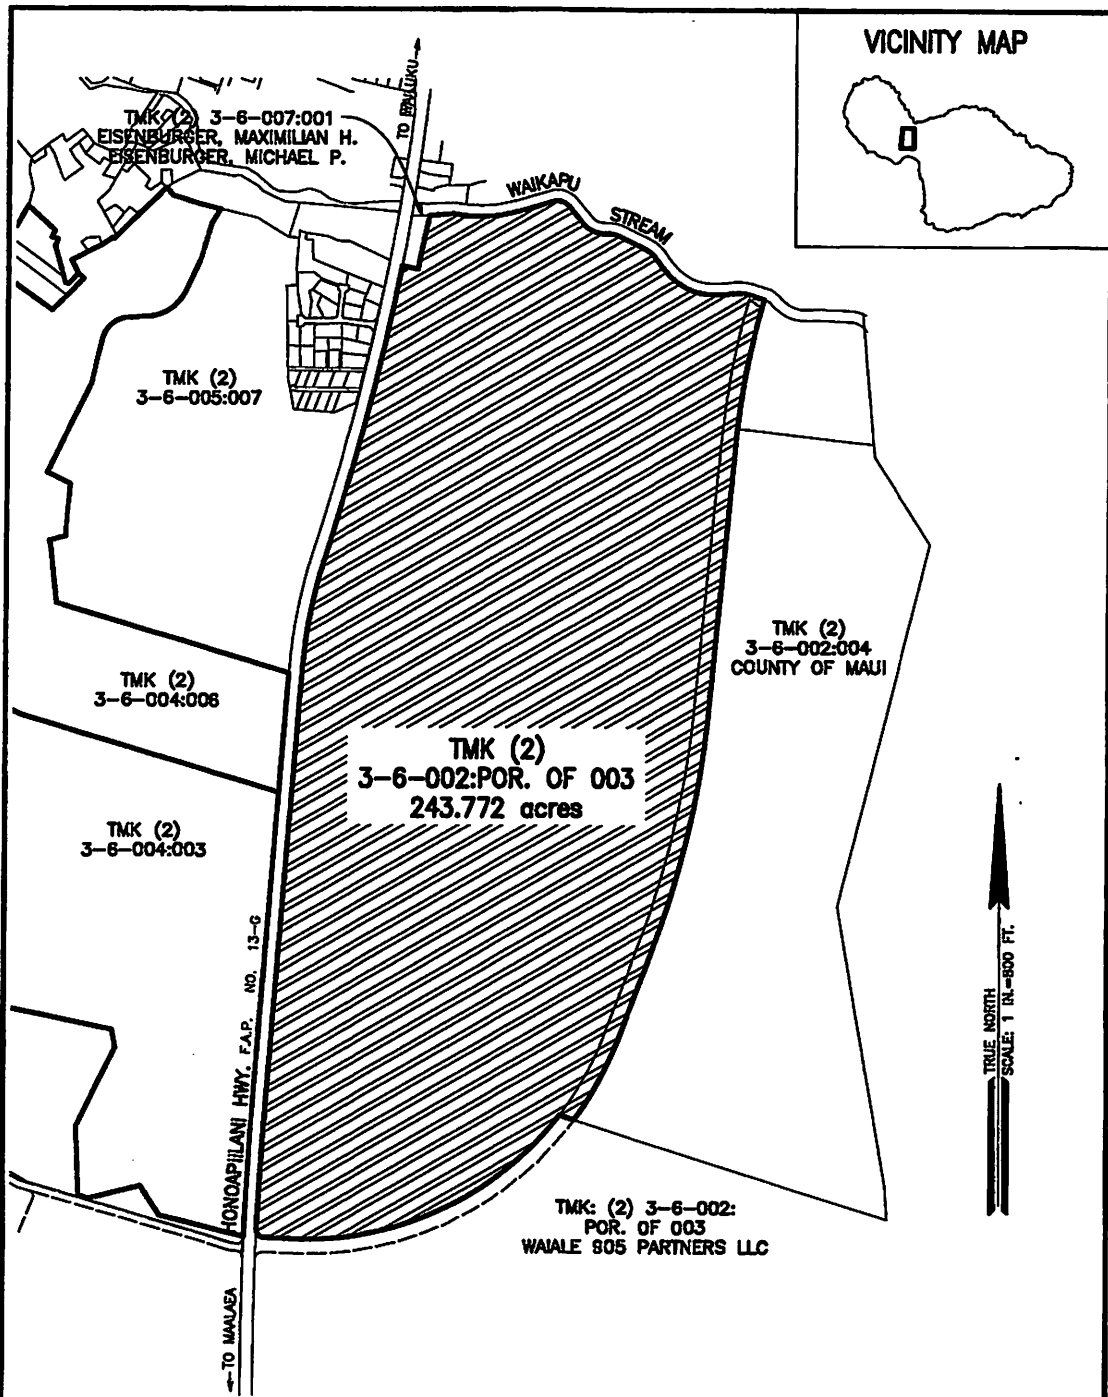 VICINITY MAP
TO WAILUKU
TMK (2) 3-6-007:001
EISENBURGER, MAXIMILIAN H.
EISENBURGER, MICHAEL P.
WAIKAPU
STREAM
TMK (2)
3-6-005:007
TMK (2)
3-6-002:004
COUNTY OF MAUI
TMK (2)
3-6-004:006
TMK (2)
3-6-002:POR. OF 003
243.772 acres
TMK (2)
3-6-004:003
HONOAPIILANI HWY. F.A.P. NO. 13-G
TRUE NORTH
SCALE: 1 IN.=800 FT.
TMK: (2) 3-6-002:
POR. OF 003
WAIALE 905 PARTNERS LLC
TO MAALAEA